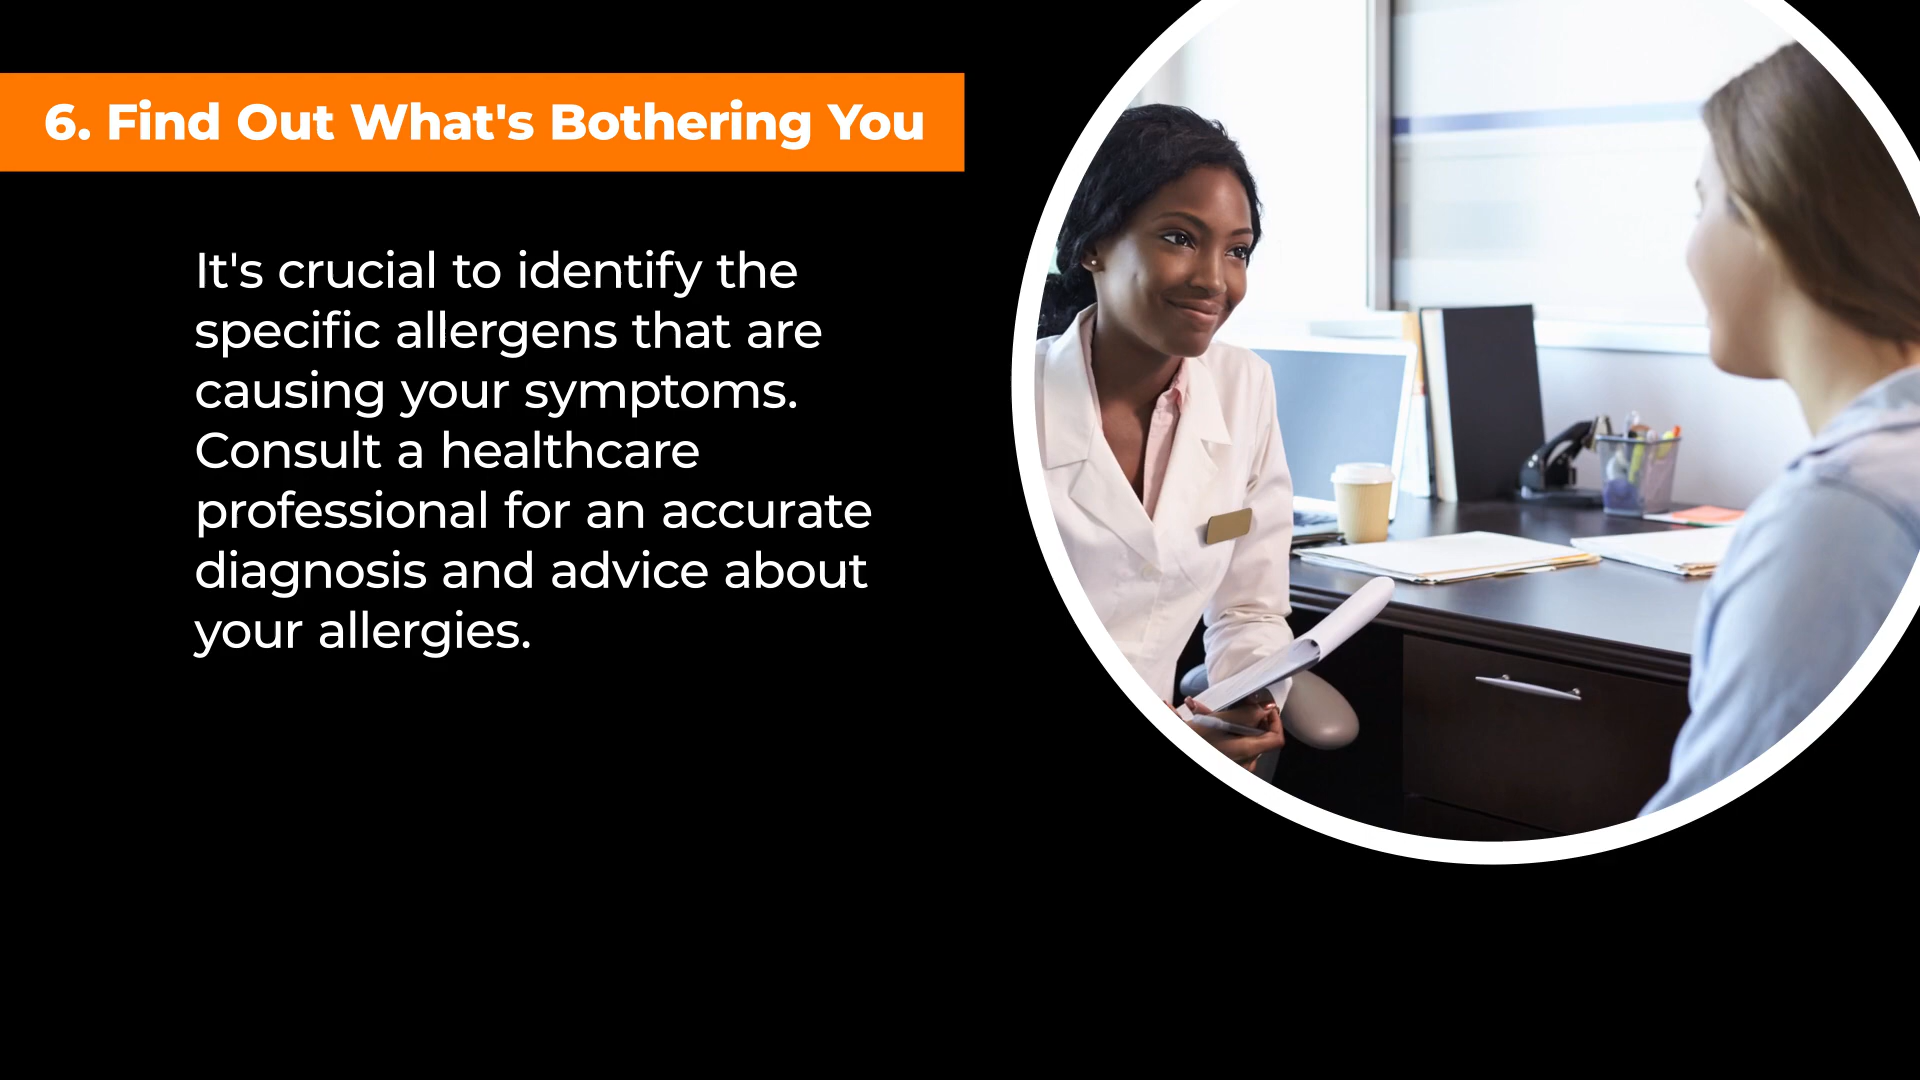 6. Find Out What's Bothering You
It's crucial to identify the
specific allergens that are
causing your symptoms.
Consult a healthcare
professional for an accurate
diagnosis and advice about
your allergies.